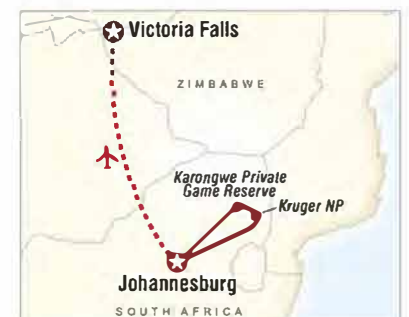 Victoria Falls
ZIMBABWE
Karongwe Private
Game Reserve
Kruger NP
Johannesburg
SOUTH AFRICA